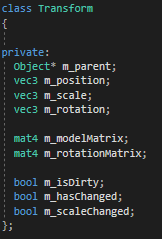 class Transform
{
private:
Object* m_parent;
vec3 m_position;
vec3 m_scale;
vec3 m_rotation;
mat4 m_modelMatrix;
mat4 m_rotationMatrix;
bool m_isDirty;
bool m_hasChanged;
bool m_scaleChanged;
};